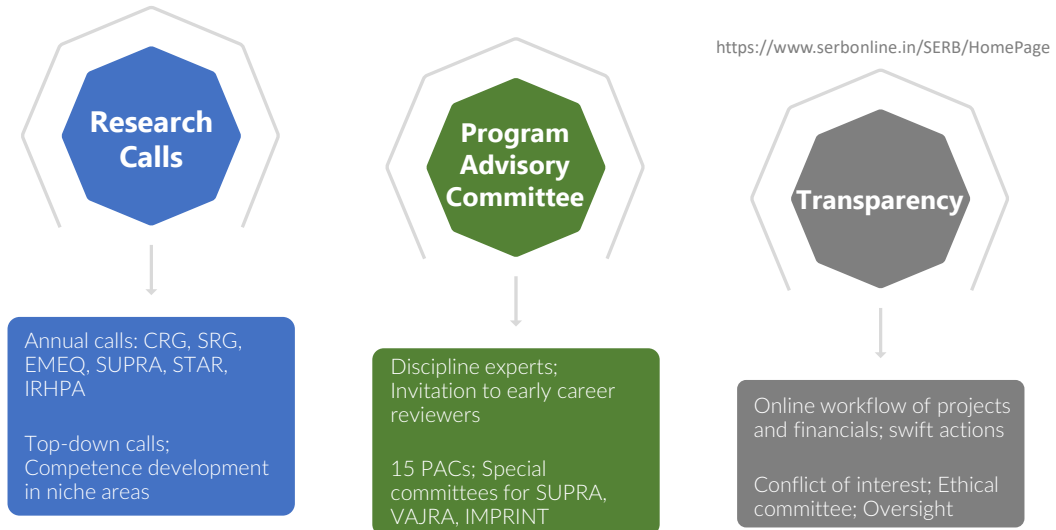 https://www.serbonline.in/SERB/HomePage
Research
Calls
Annual calls: CRG, SRG,
EMEQ, SUPRA, STAR,
IRHPA
Top-down calls;
Competence development
in niche areas
Program
Advisory
Committee
Discipline experts;
Invitation to early career
reviewers
15 PACs; Special
committees for SUPRA,
VAJRA, IMPRINT
Transparency
Online workflow of projects
and financials; swift actions
Conflict of interest; Ethical
committee; Oversight